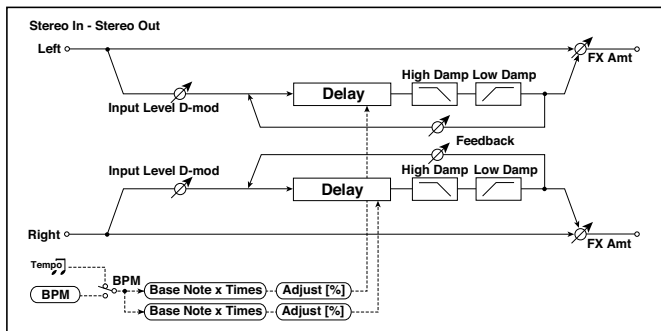 Stereo In - Stereo Out
Left
FX Amt
High Damp Low Damp
Delay
Input Level D-mod
Feedback
Input Level D-mod
High Damp Low Damp
Delay
Right
FX Amt
Tempo
BPM
BPM
Base Note x Times Adjust [%]
Base Note x Times Adjust [%]